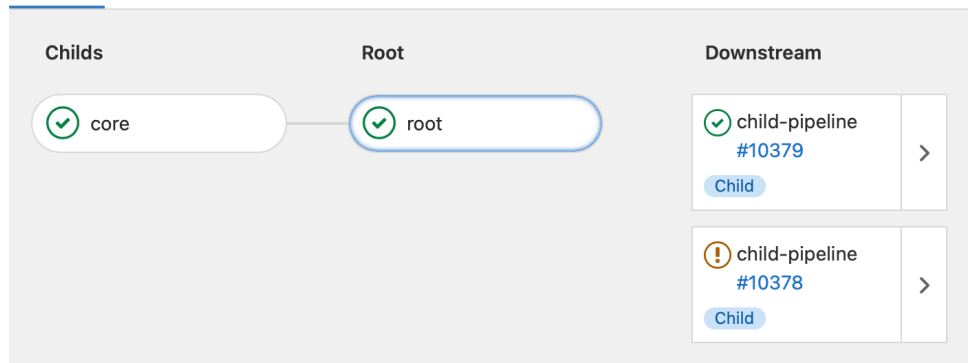 Childs
Root
Downstream
core
root
child-pipeline
#10379
Child
child-pipeline
#10378
Child